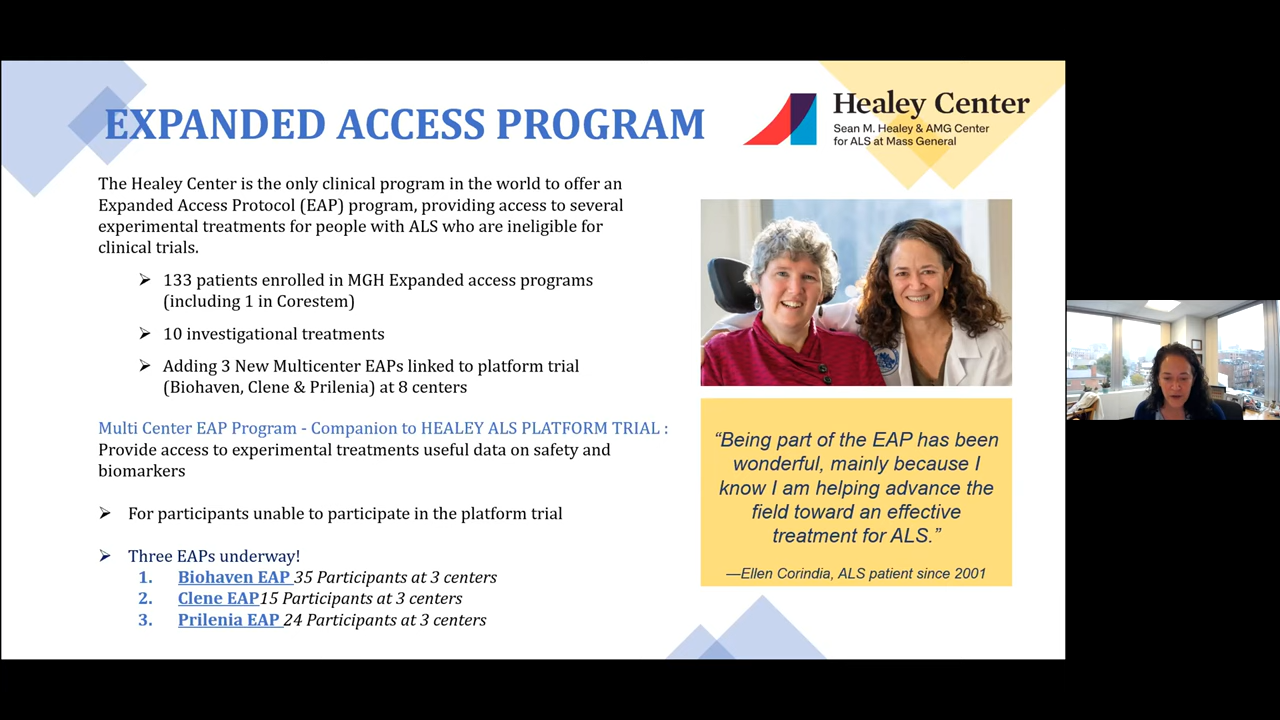 EXPANDED ACCESS PROGRAM
Healey Center
Sean M. Healey & AMG Center
for ALS at Mass General
The Healey Center is the only clinical program in the world to offer an
Expanded Access Protocol (EAP) program, providing access to several
experimental treatments for people with ALS who are ineligible for
clinical trials.
133 patients enrolled in MGH Expanded access programs
(including 1 in Corestem)
10 investigational treatments
Adding 3 New Multicenter EAPs linked to platform trial
(Biohaven, Clene & Prilenia) at 8 centers
Multi Center EAP Program - Companion to HEALEY ALS PLATFORM TRIAL :
Provide access to experimental treatments useful data on safety and
biomarkers
For participants unable to participate in the platform trial
Three EAPs underway!
1. Biohaven EAP 35 Participants at 3 centers
2. Clene EAP15 Participants at 3 centers
3. Prilenia EAP 24 Participants at 3 centers
“Being part of the EAP has been
wonderful, mainly because I
know I am helping advance the
field toward an effective
treatment for ALS.”
—Ellen Corindia, ALS patient since 2001